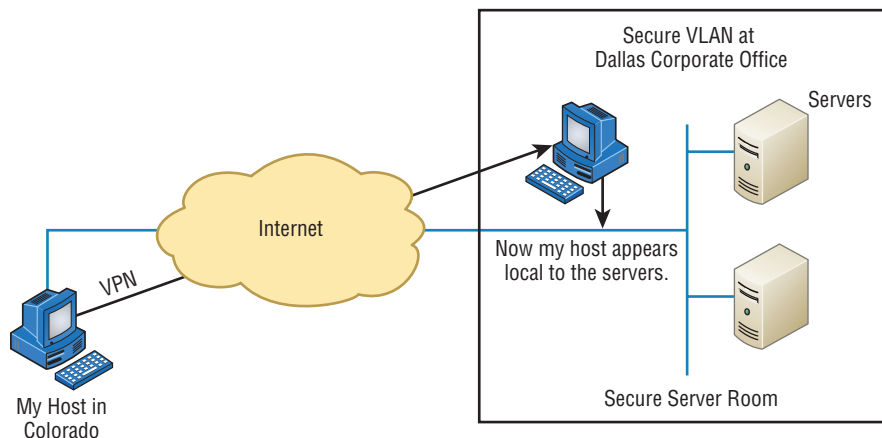 Secure VLAN at
Dallas Corporate Office
Servers
Internet
Now my host appears
local to the servers.
VPN
My Host in
Colorado
Secure Server Room